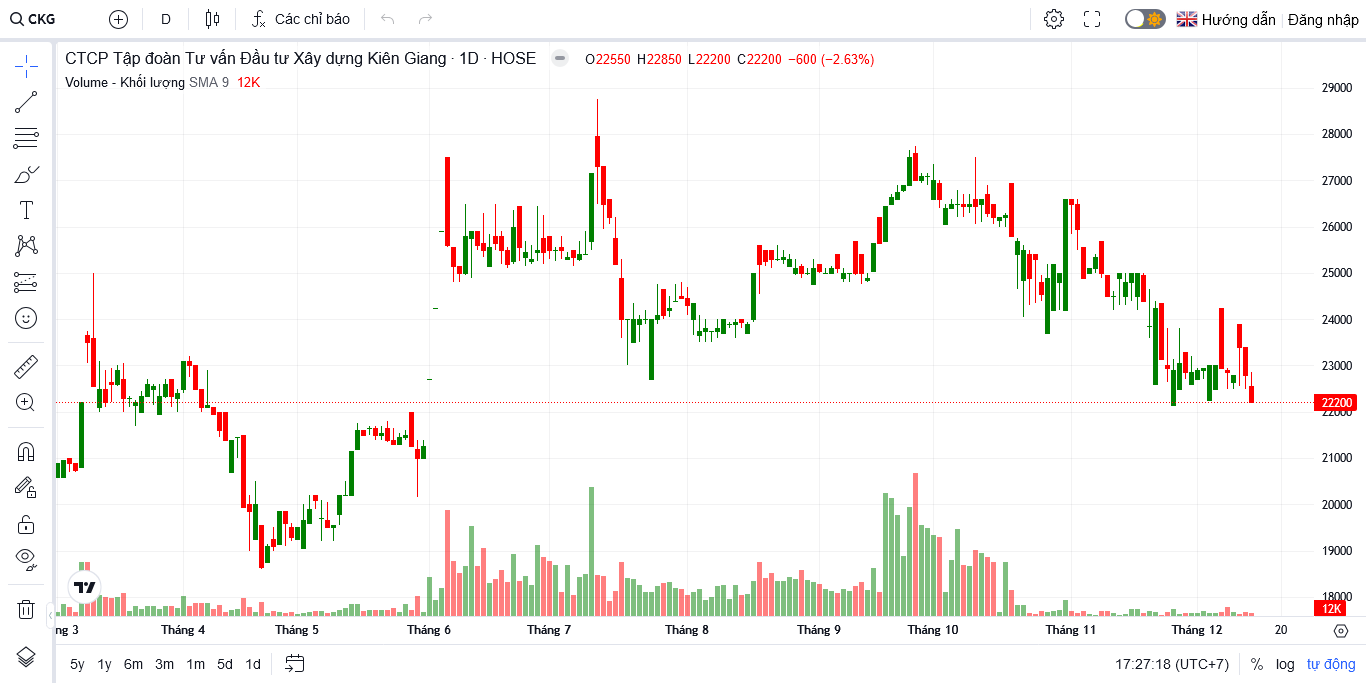 CKG D Các chỉ báo Hướng dẫn Đăng nhập
CTCP Tập đoàn Tư vấn Đầu tư Xây dựng Kiên Giang · 1D · HOSE O22550 H22850 L22200 C22200 −600 (−2.63%)
Volume - Khối lượng SMA 9 12K
29000
28000
27000
26000
25000
24000
23000
22200
22000
21000
20000
19000
18000
12K
ng 3 Tháng 4 Tháng 5 Tháng 6 Tháng 7 Tháng 8 Tháng 9 Tháng 10 Tháng 11 Tháng 12 20
5y 1y 6m 3m 1m 5d 1d 17:27:18 (UTC+7) % log tự động